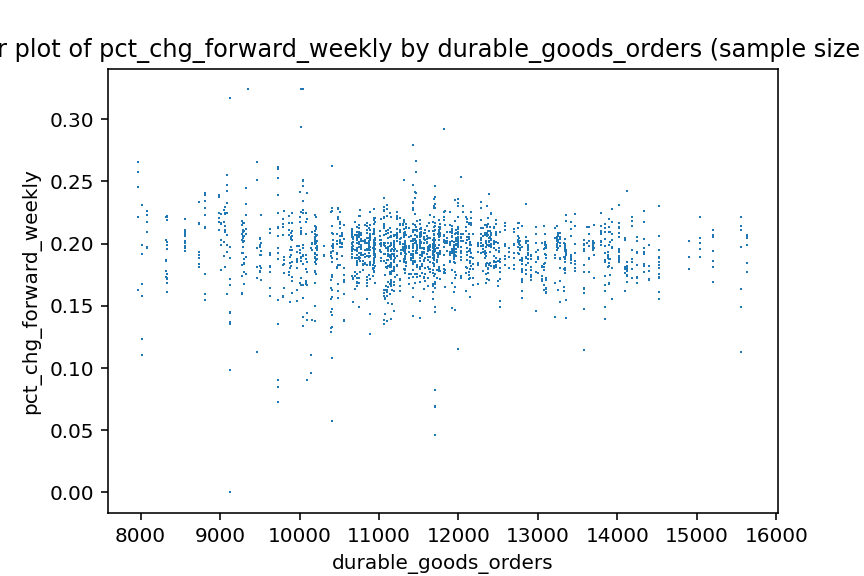 r plot of pct_chg_forward_weekly by durable_goods_orders (sample size
0.30
0.25
0.20
0.15
0.10
0.05
0.00
pct_chg_forward_weekly
8000 9000 10000 11000 12000 13000 14000 15000 16000
durable_goods_orders